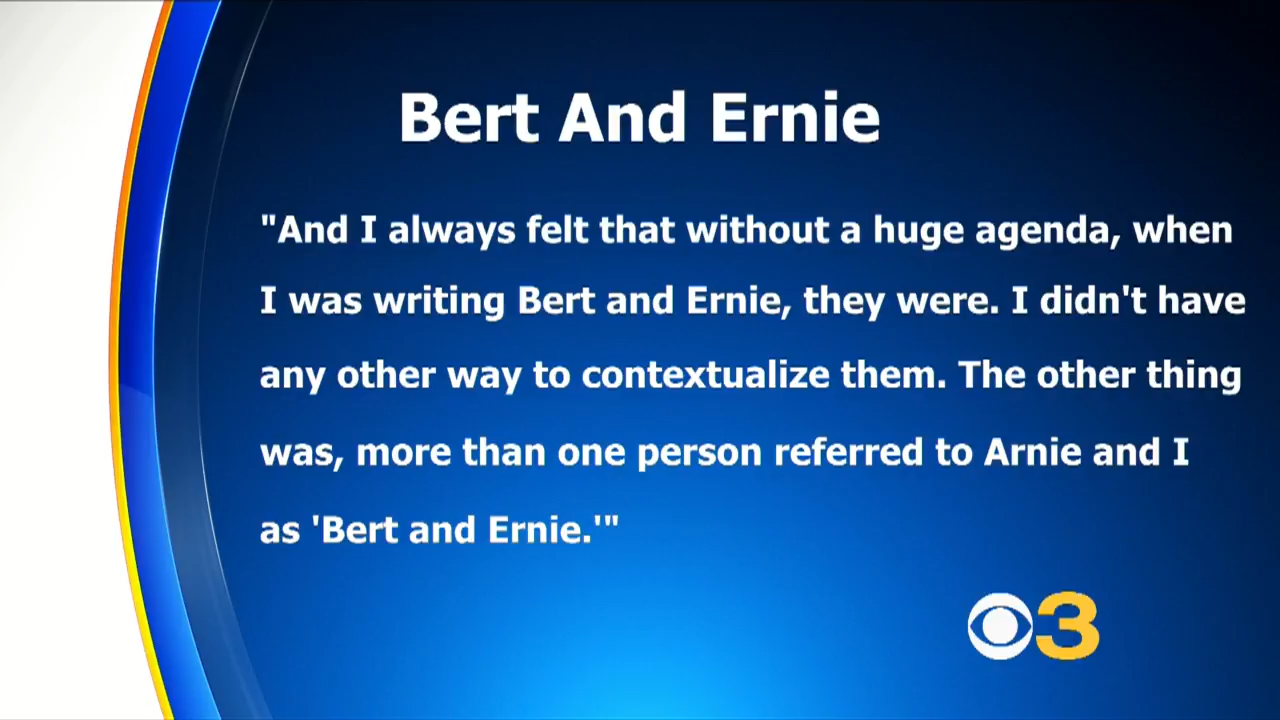 Bert And Ernie
"And I always felt that without a huge agenda, when
I was writing Bert and Ernie, they were. I didn't have
any other way to contextualize them. The other thing
was, more than one person referred to Arnie and I
as 'Bert and Ernie.'"
3